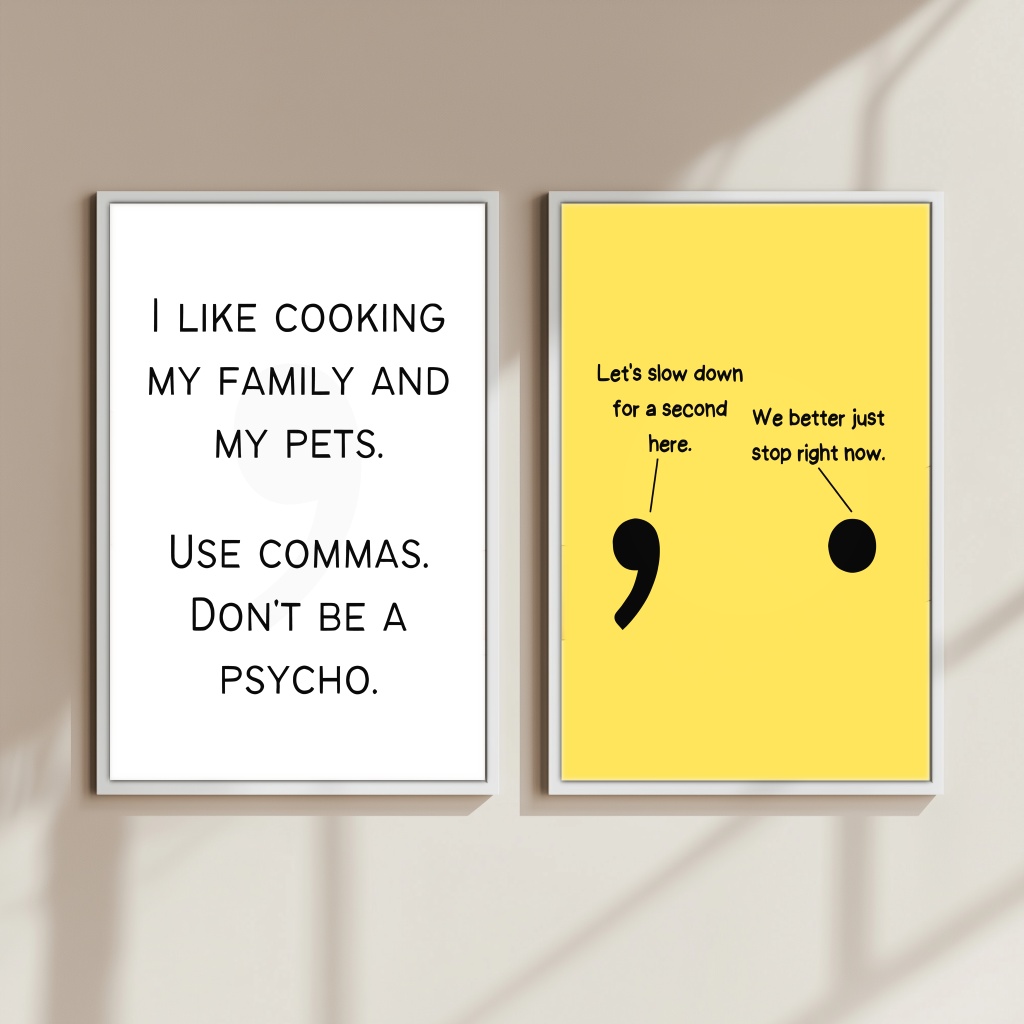 I LIKE COOKING
MY FAMILY AND
MY PETS.
USE COMMAS.
DON'T BE A
PSYCHO.
Let's slow down
for a second
here.
We better just
stop right now.
,
.